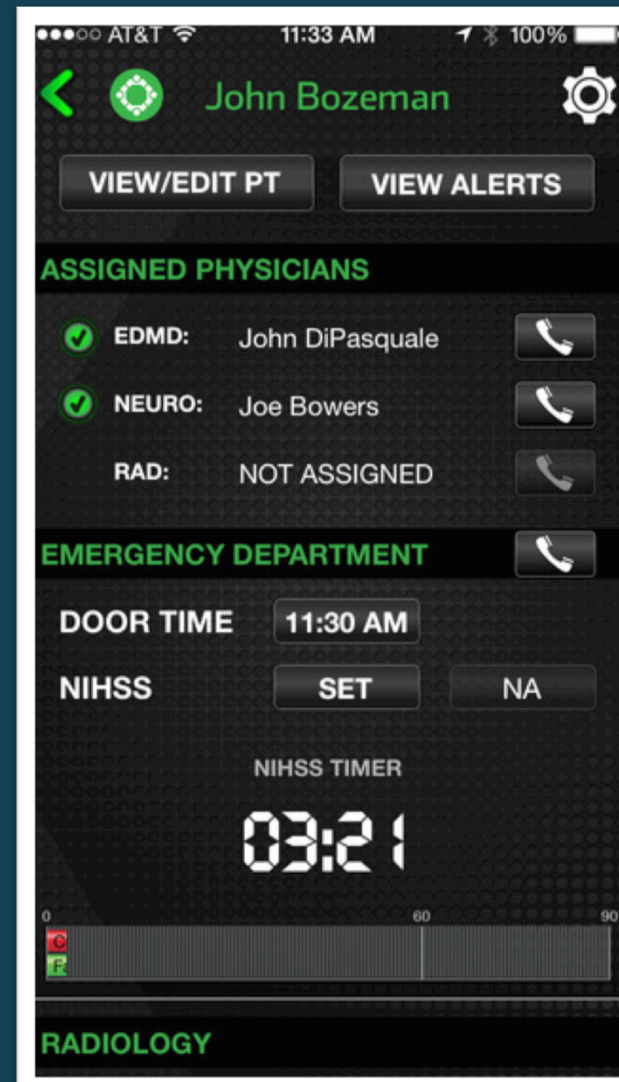 AT&T 11:33 AM 100%
John Bozeman
VIEW/EDIT PT VIEW ALERTS
ASSIGNED PHYSICIANS
EDMD: John DiPasquale
NEURO: Joe Bowers
RAD: NOT ASSIGNED
EMERGENCY DEPARTMENT
DOOR TIME 11:30 AM
NIHSS SET NA
NIHSS TIMER
03:21
0 60 90
C
F
RADIOLOGY